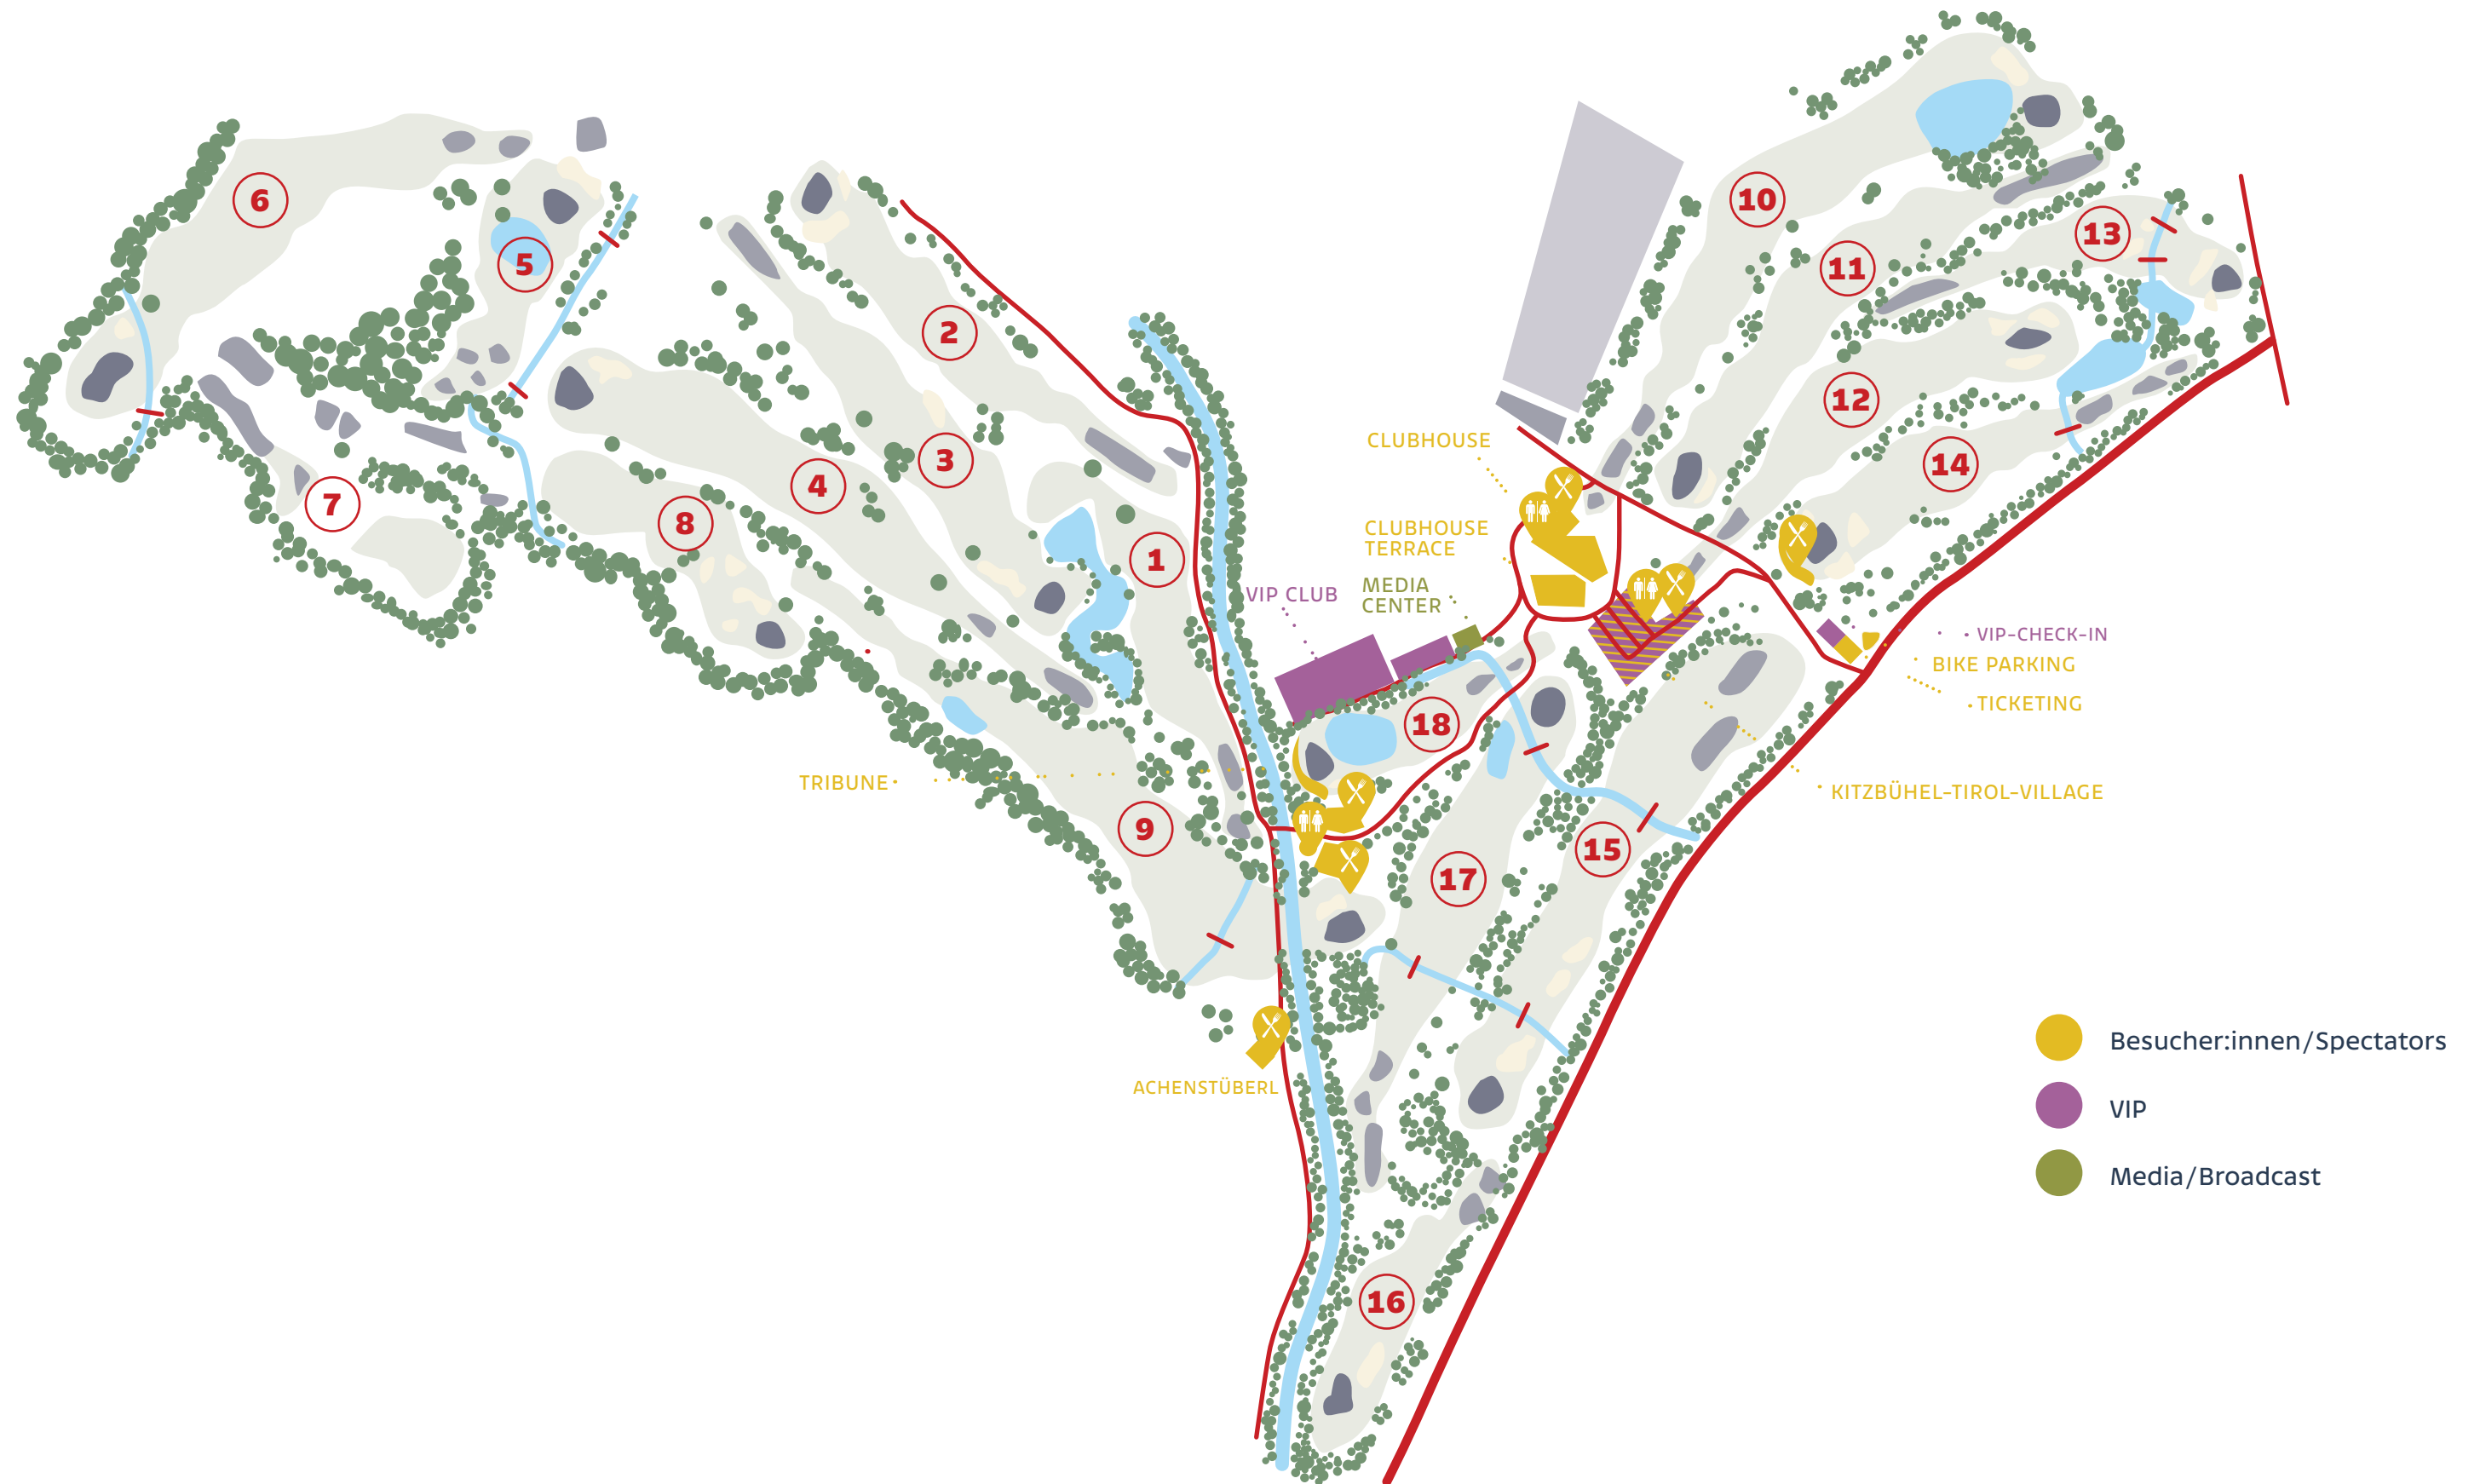 6
5
2
3
4
8
7
1
9
10
11
12
13
14
CLUBHOUSE
CLUBHOUSE
TERRACE
MEDIA
CENTER
VIP CLUB
18
17
15
16
VIP-CHECK-IN
BIKE PARKING
TICKETING
KITZBÜHEL-TIROL-VILLAGE
TRIBUNE
ACHENSTÜBERL
Besucher:innen/Spectators
VIP
Media/Broadcast